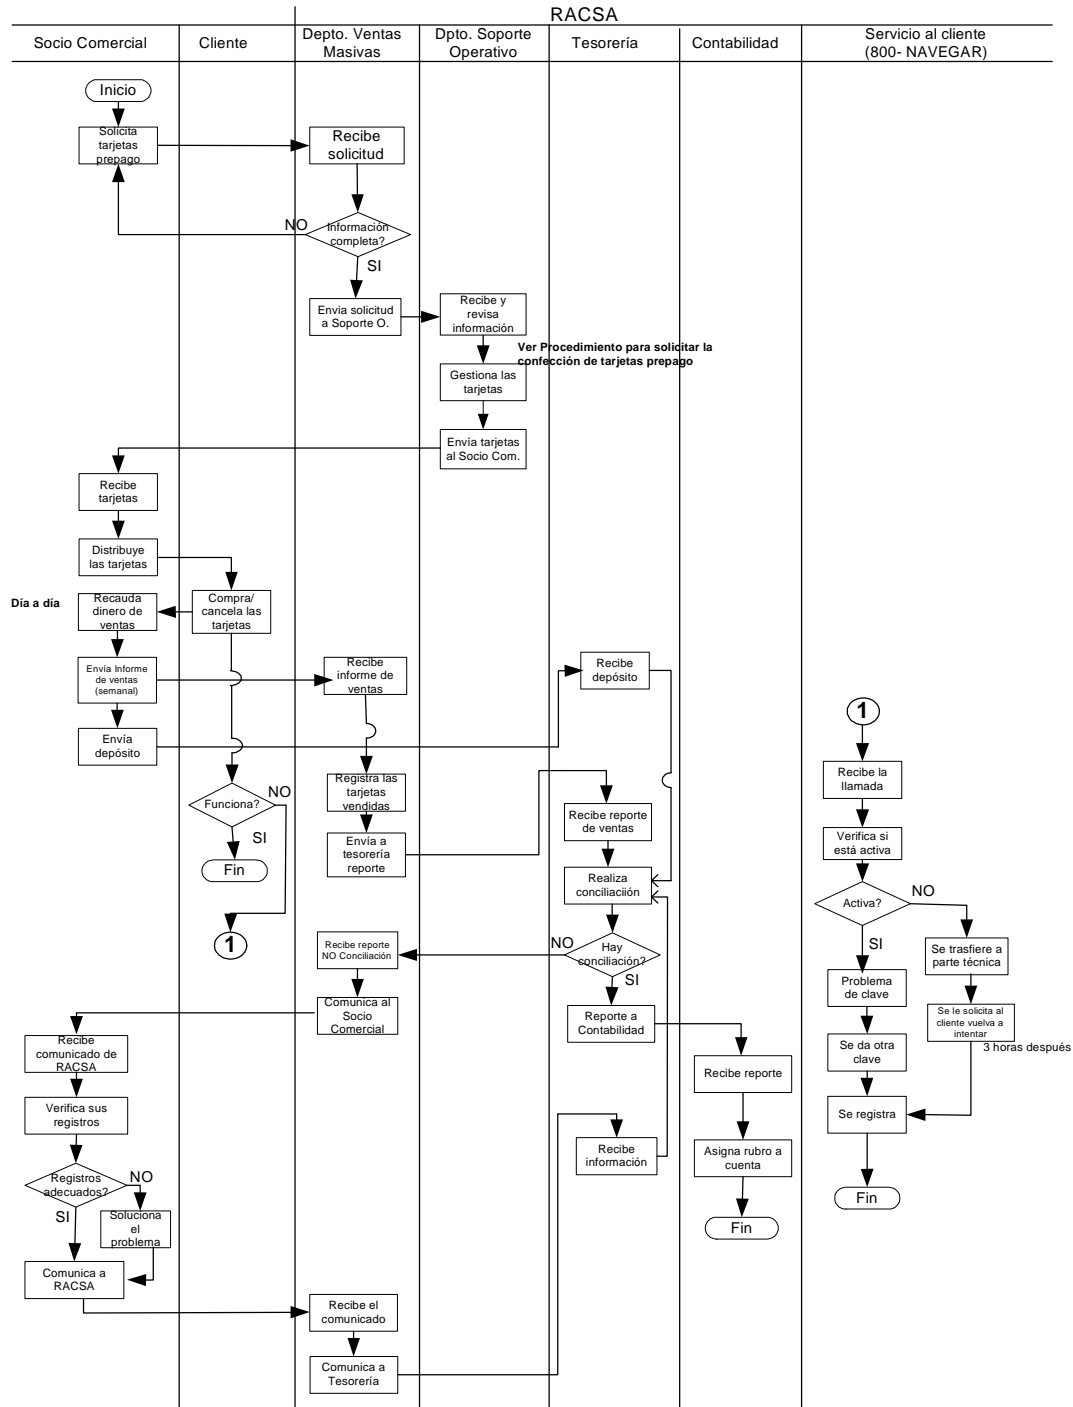 RACSA
Socio Comercial
Cliente
Depto. Ventas
Masivas
Dpto. Soporte
Operativo
Tesorería
Contabilidad
Servicio al cliente
(800- NAVEGAR)
Inicio
Solicita
tarjetas
prepago
Recibe
solicitud
NO
Información
completa?
SI
Envia solicitud
a Soporte O.
Recibe y
revisa
información
Ver Procedimiento para solicitar la
confección de tarjetas prepago
Gestiona las
tarjetas
Envía tarjetas
al Socio Com.
Recibe
tarjetas
Distribuye
las tarjetas
Día a día
Recauda
dinero de
ventas
Compra/
cancela las
tarjetas
Envía Informe
de ventas
(semanal)
Recibe
informe de
ventas
Recibe
depósito
Envía
depósito
1
Recibe la
llamada
Funciona?
NO
SI
Fin
1
Registra las
tarjetas
vendidas
Envía a
tesorería
reporte
Recibe reporte
de ventas
Realiza
conciliaciión
Verifica si
está activa
Activa?
NO
SI
Se trasfiere a
parte técnica
Problema
de clave
Se le solicita al
cliente vuelva a
intentar
3 horas después
Se da otra
clave
Se registra
Fin
Hay
conciliación?
NO
SI
Recibe reporte
NO Conciliación
Comunica al
Socio
Comercial
Reporte a
Contabilidad
Recibe reporte
Asigna rubro a
cuenta
Fin
Recibe
comunicado de
RACSA
Verifica sus
registros
Registros
adecuados?
NO
SI
Soluciona
el
problema
Comunica a
RACSA
Recibe el
comunicado
Comunica a
Tesorería
Recibe
información